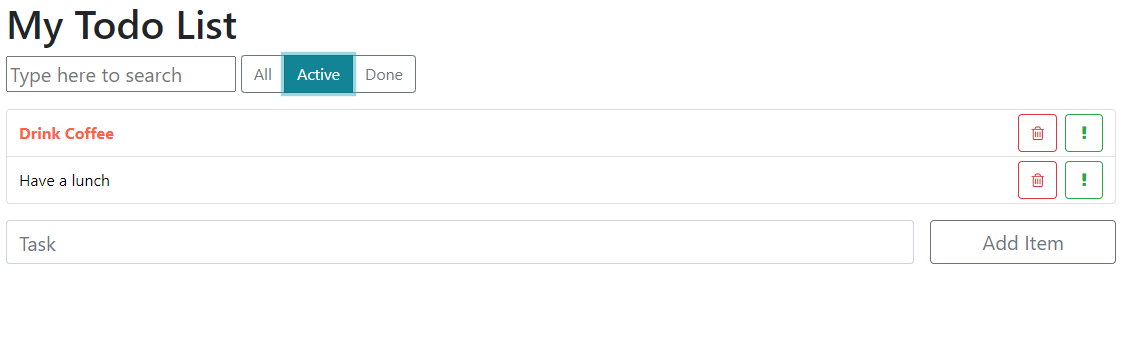 My Todo List
Type here to search All Active Done
Drink Coffee !
Have a lunch !
Task Add Item